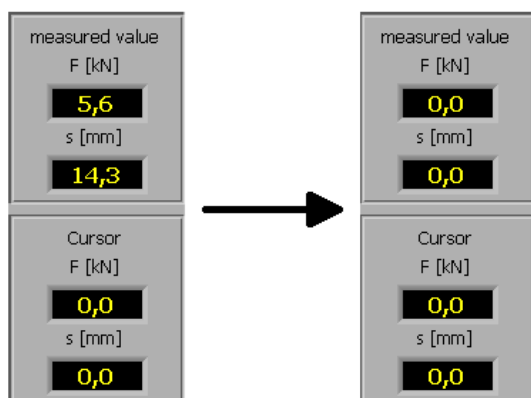 measured value
F [kN]
5,6
s [mm]
14,3
Cursor
F [kN]
0,0
s [mm]
0,0
measured value
F [kN]
0,0
s [mm]
0,0
Cursor
F [kN]
0,0
s [mm]
0,0